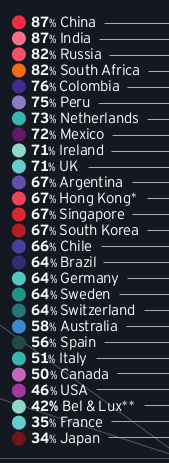 87% China
87% India
82% Russia
82% South Africa
76% Colombia
75% Peru
73% Netherlands
72% Mexico
71% Ireland
71% UK
67% Argentina
67% Hong Kong*
67% Singapore
67% South Korea
66% Chile
64% Brazil
64% Germany
64% Sweden
64% Switzerland
58% Australia
56% Spain
51% Italy
50% Canada
46% USA
42% Bel & Lux**
35% France
34% Japan